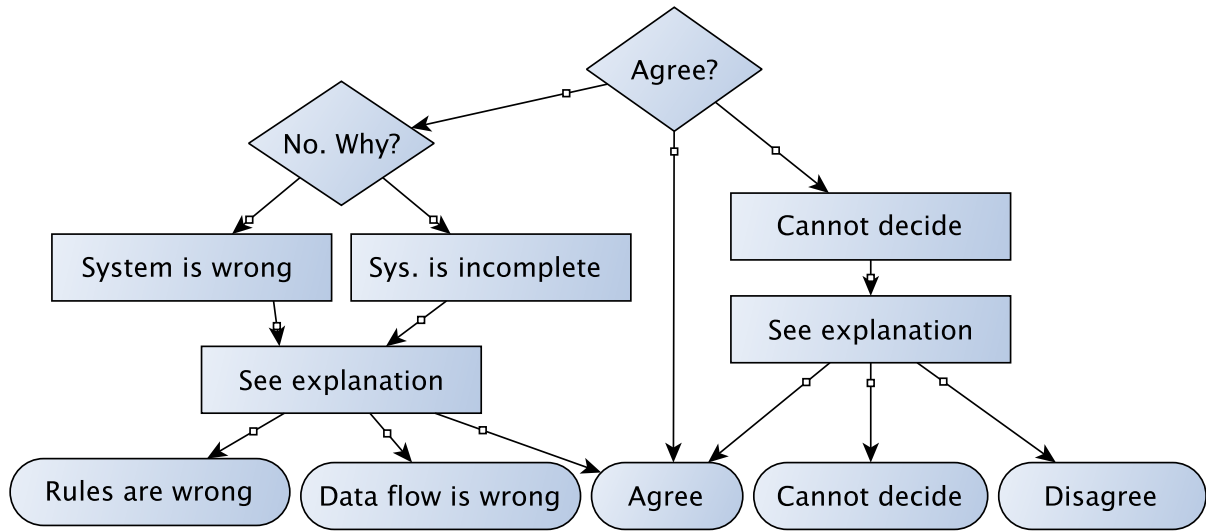 Agree?
No. Why?
Cannot decide
System is wrong
Sys. is incomplete
See explanation
See explanation
Rules are wrong
Data flow is wrong
Agree
Cannot decide
Disagree